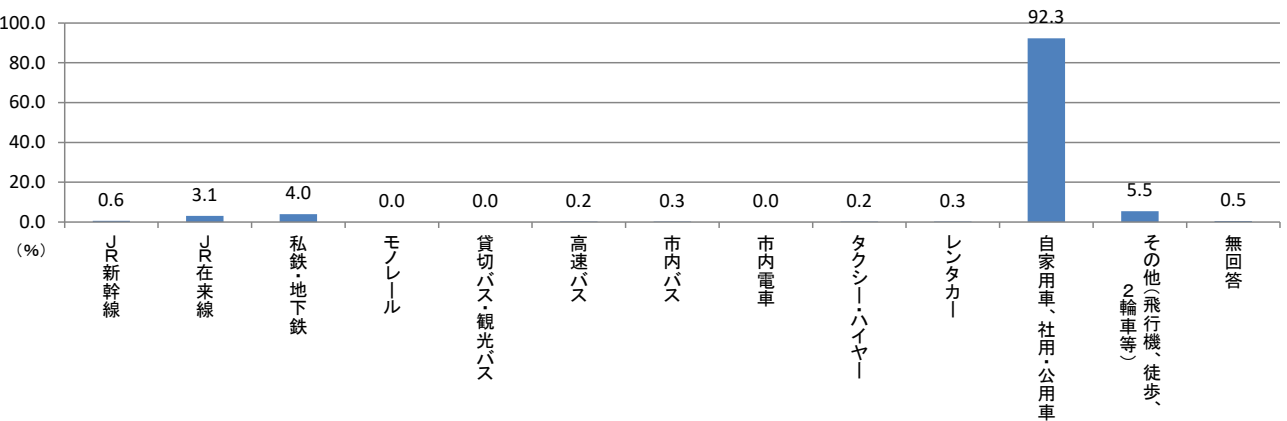 100.0
80.0
60.0
40.0
20.0
0.0
(%)
0.6
3.1
4.0
0.0
0.0
0.2
0.3
0.0
0.2
0.3
92.3
5.5
0.5
JR新幹線
JR在来線
私鉄・地下鉄
モノレール
貸切バス・観光バス
高速バス
市内バス
市内電車
タクシー・ハイヤー
レンタカー
自家用車、社用・公用車
その他(飛行機、徒歩、
2輪車等)
無回答